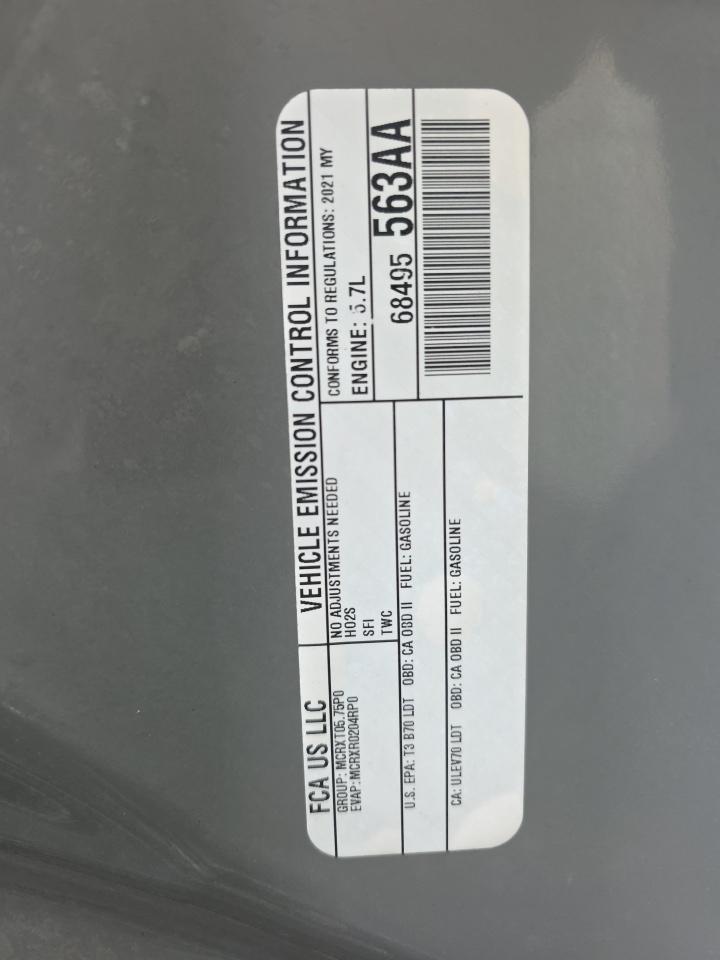 FCA US LLC
VEHICLE EMISSION CONTROL INFORMATION
GROUP: MCRXT05.75P0
EVAP: MCRXR0204RP0
NO ADJUSTMENTS NEEDED
HO2S
SFI
TWC
CONFORMS TO REGULATIONS: 2021 MY
ENGINE: 5.7L
68495 563AA
U.S. EPA: T3 B70 LDT OBD: CA OBD II FUEL: GASOLINE
CA: ULEV70 LDT OBD: CA OBD II FUEL: GASOLINE